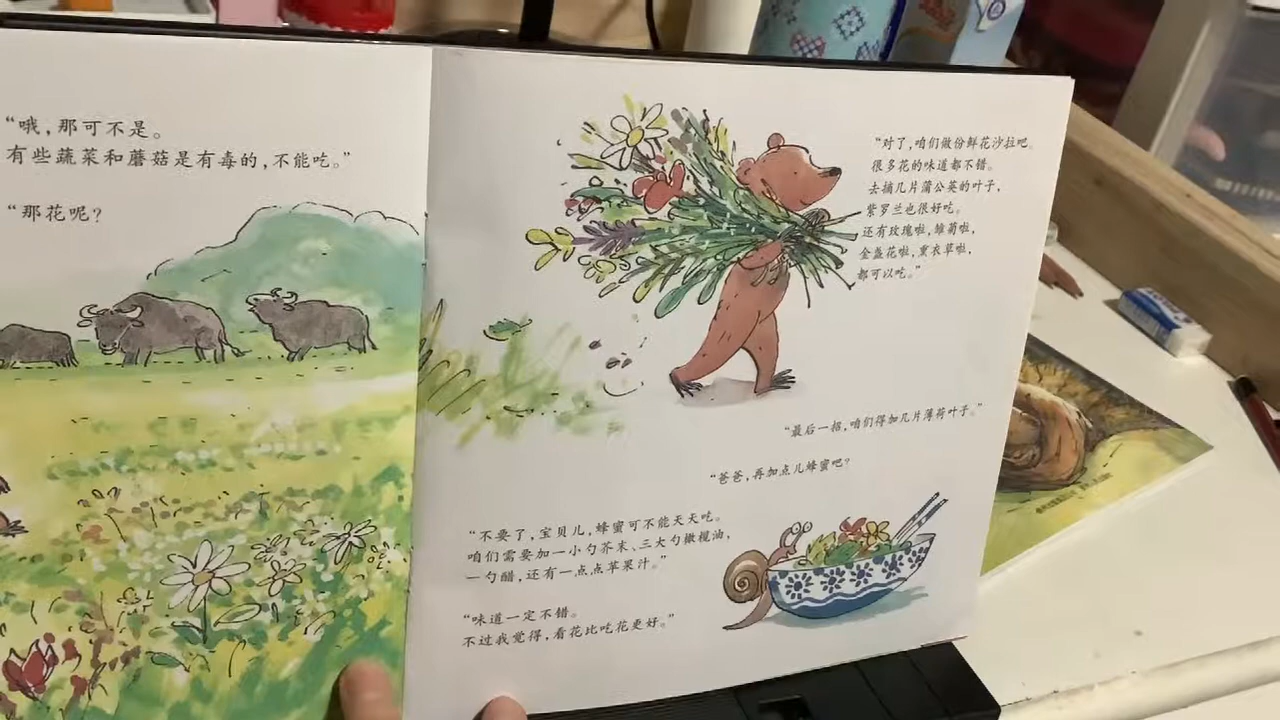 “哦，那可不是。
有些蔬菜和蘑菇是有毒的，不能吃。”
“那花呢？
“对了，咱们做份鲜花沙拉吧。
很多花的味道都不错。
去摘几片蒲公英的叶子，
紫罗兰也很好吃。
还有玫瑰啦，雏菊啦，
金盏花啦，薰衣草啦，
都可以吃。”
“最后一招，咱们得加几片薄荷叶子。”
“爸爸，再加点儿蜂蜜吧？
“不要了，宝贝儿，蜂蜜可不能天天吃。
咱们需要加一小勺芥末、三大勺橄榄油，
一勺醋，还有一点点苹果汁。”
“味道一定不错。
不过我觉得，看花比吃花更好。”